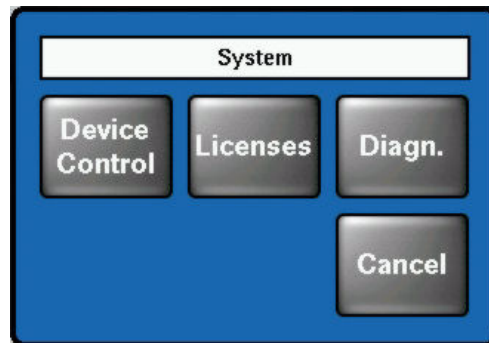 System
Device
Control
Licenses
Diagn.
Cancel